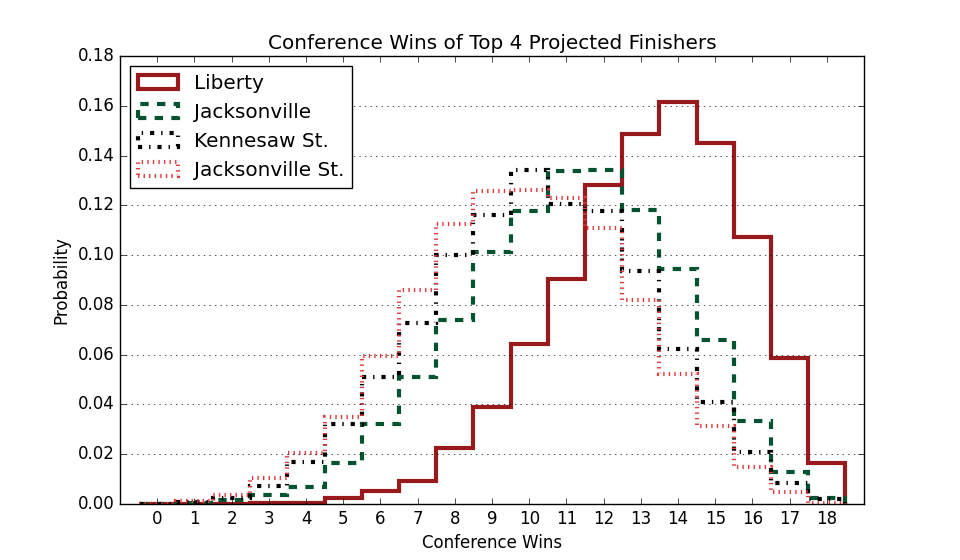 Conference Wins of Top 4 Projected Finishers
0.18
0.16
0.14
0.12
0.10
0.08
0.06
0.04
0.02
0.00
Probability
Liberty
Jacksonville
Kennesaw St.
Jacksonville St.
0 1 2 3 4 5 6 7 8 9 10 11 12 13 14 15 16 17 18
Conference Wins